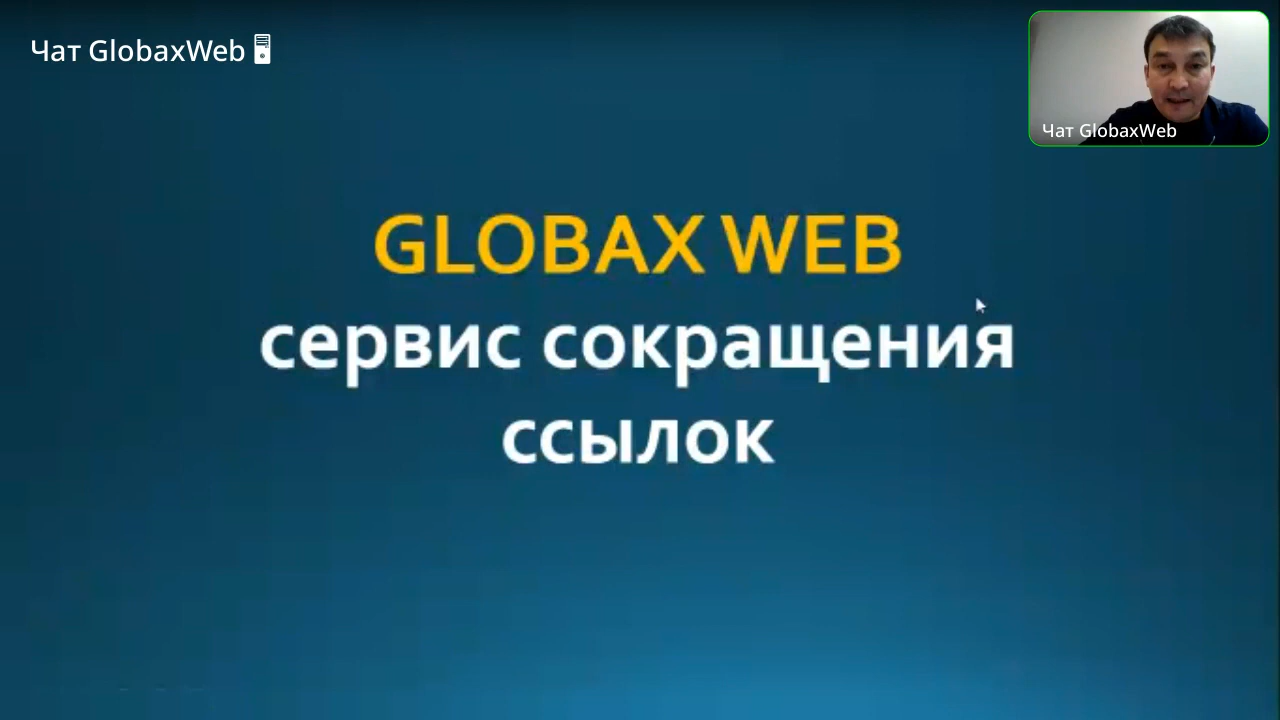 Чат GlobaxWeb 🖥
Чат GlobaxWeb
GLOBAX WEB
сервис сокращения
ссылок